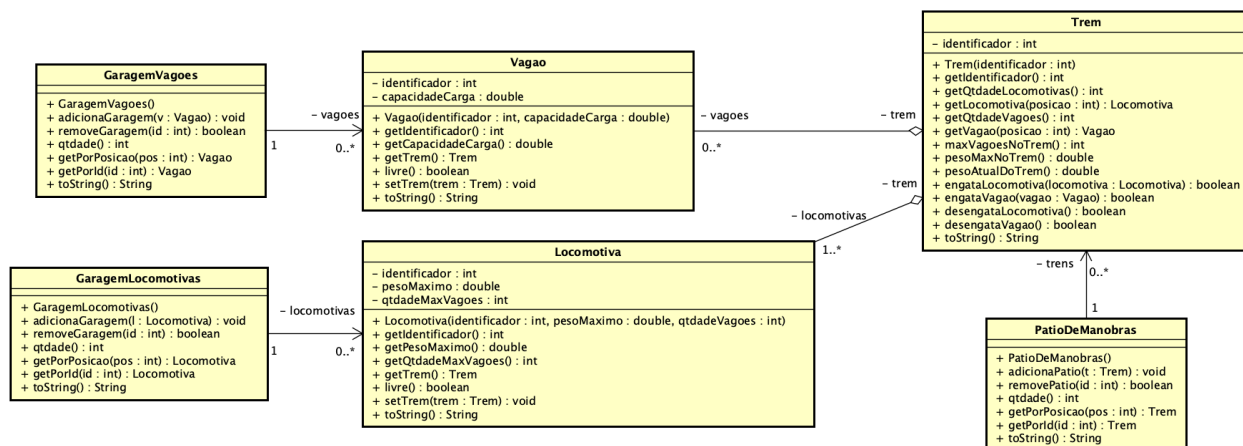 GaragemVagoes
+ GaragemVagoes()
+ adicionaGaragem(v : Vagao) : void
+ removeGaragem(id : int) : boolean
+ qtdade() : int
+ getPorPosicao(pos : int) : Vagao
+ getPorId(id : int) : Vagao
+ toString() : String
1
– vagoes
0..*
Vagao
– identificador : int
– capacidadeCarga : double
+ Vagao(identificador : int, capacidadeCarga : double)
+ getIdentificador() : int
+ getCapacidadeCarga() : double
+ getTrem() : Trem
+ livre() : boolean
+ setTrem(trem : Trem) : void
+ toString() : String
– vagoes
0..*
– trem
Trem
– identificador : int
+ Trem(identificador : int)
+ getIdentificador() : int
+ getQtdadeLocomotivas() : int
+ getLocomotiva(posicao : int) : Locomotiva
+ getQtdadeVagoes() : int
+ getVagao(posicao : int) : Vagao
+ maxVagoesNoTrem() : int
+ pesoMaxNoTrem() : double
+ pesoAtualDoTrem() : double
+ engataLocomotiva(locomotiva : Locomotiva) : boolean
+ engataVagao(vagao : Vagao) : boolean
+ desengataLocomotiva() : boolean
+ desengataVagao() : boolean
+ toString() : String
– trem
– locomotivas
1..*
GaragemLocomotivas
+ GaragemLocomotivas()
+ adicionaGaragem(l : Locomotiva) : void
+ removeGaragem(id : int) : boolean
+ qtdade() : int
+ getPorPosicao(pos : int) : Locomotiva
+ getPorId(id : int) : Locomotiva
+ toString() : String
– locomotivas
1
0..*
Locomotiva
– identificador : int
– pesoMaximo : double
– qtdadeMaxVagoes : int
+ Locomotiva(identificador : int, pesoMaximo : double, qtdadeVagoes : int)
+ getIdentificador() : int
+ getPesoMaximo() : double
+ getQtdadeMaxVagoes() : int
+ getTrem() : Trem
+ livre() : boolean
+ setTrem(trem : Trem) : void
+ toString() : String
– trens
0..*
1
PatioDeManobras
+ PatioDeManobras()
+ adicionaPatio(t : Trem) : void
+ removePatio(id : int) : boolean
+ qtdade() : int
+ getPorPosicao(pos : int) : Trem
+ getPorId(id : int) : Trem
+ toString() : String